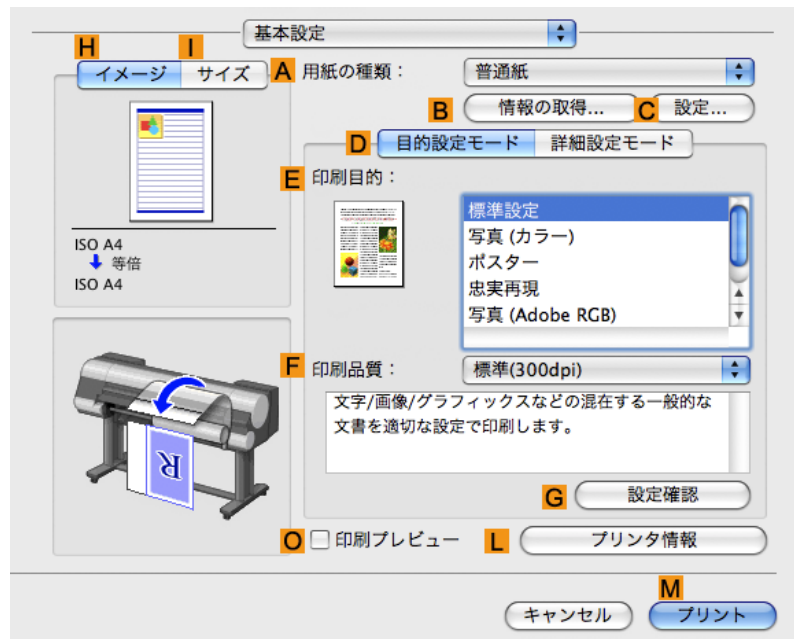 基本設定
H
I
イメージ
サイズ
A
用紙の種類：
普通紙
B
情報の取得...
C
設定...
D
目的設定モード
詳細設定モード
E
印刷目的：
標準設定
写真 (カラー)
ポスター
忠実再現
写真 (Adobe RGB)
ISO A4
等倍
ISO A4
F
印刷品質：
標準(300dpi)
文字/画像/グラフィックスなどの混在する一般的な
文書を適切な設定で印刷します。
R
G
設定確認
O
印刷プレビュー
L
プリンタ情報
M
キャンセル
プリント